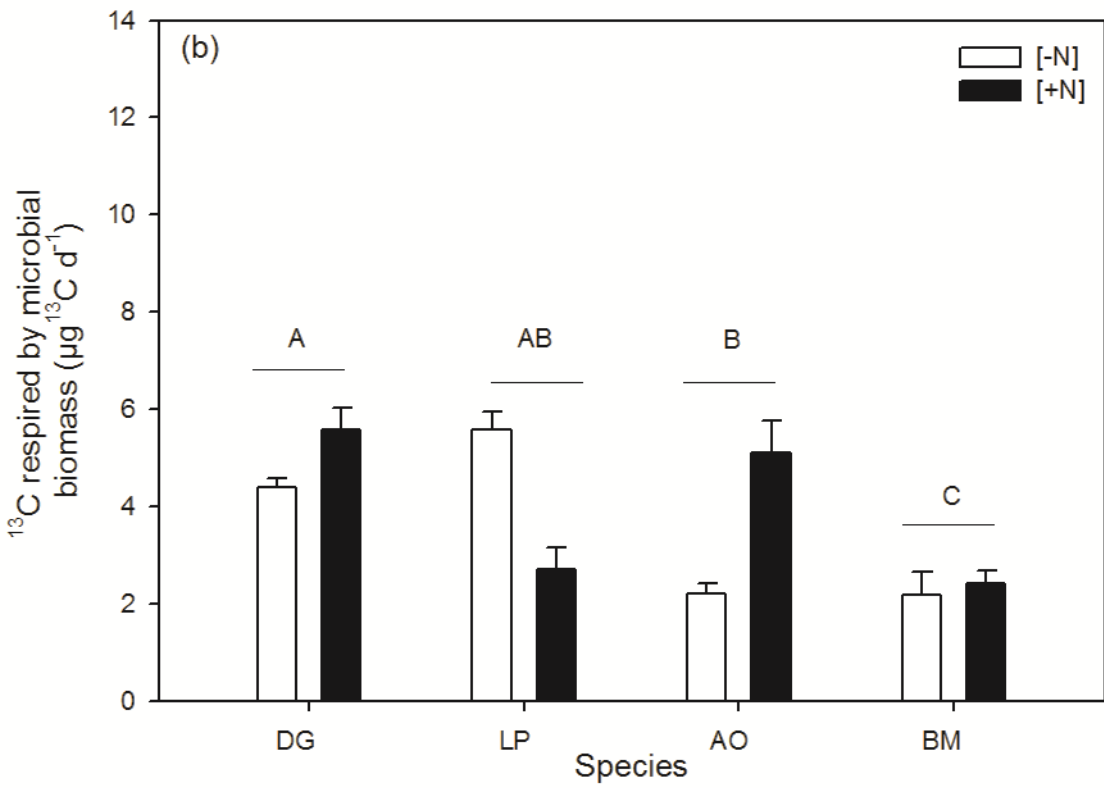 (b)
[-N]
[+N]
¹³C respired by microbial
biomass (µg ¹³C d⁻¹)
14
12
10
8
6
4
2
0
A
AB
B
C
DG
LP
AO
BM
Species